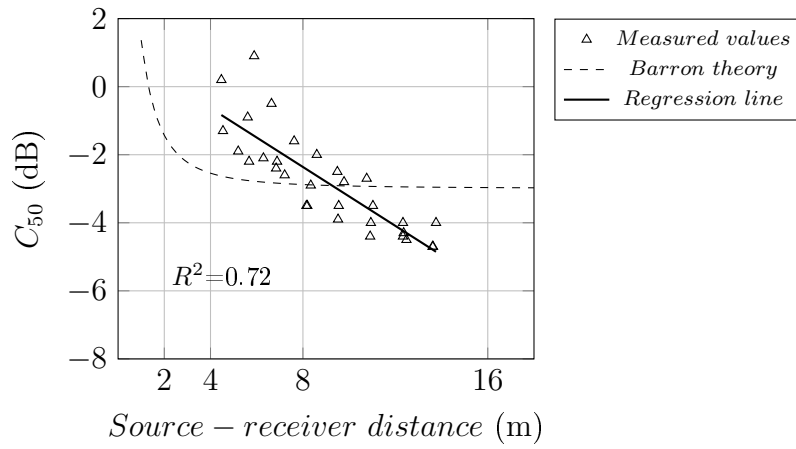 2
0
−2
−4
−6
−8
2 4 8 16
C₅₀ (dB)
Source − receiver distance (m)
R²=0.72
Measured values
Barron theory
Regression line